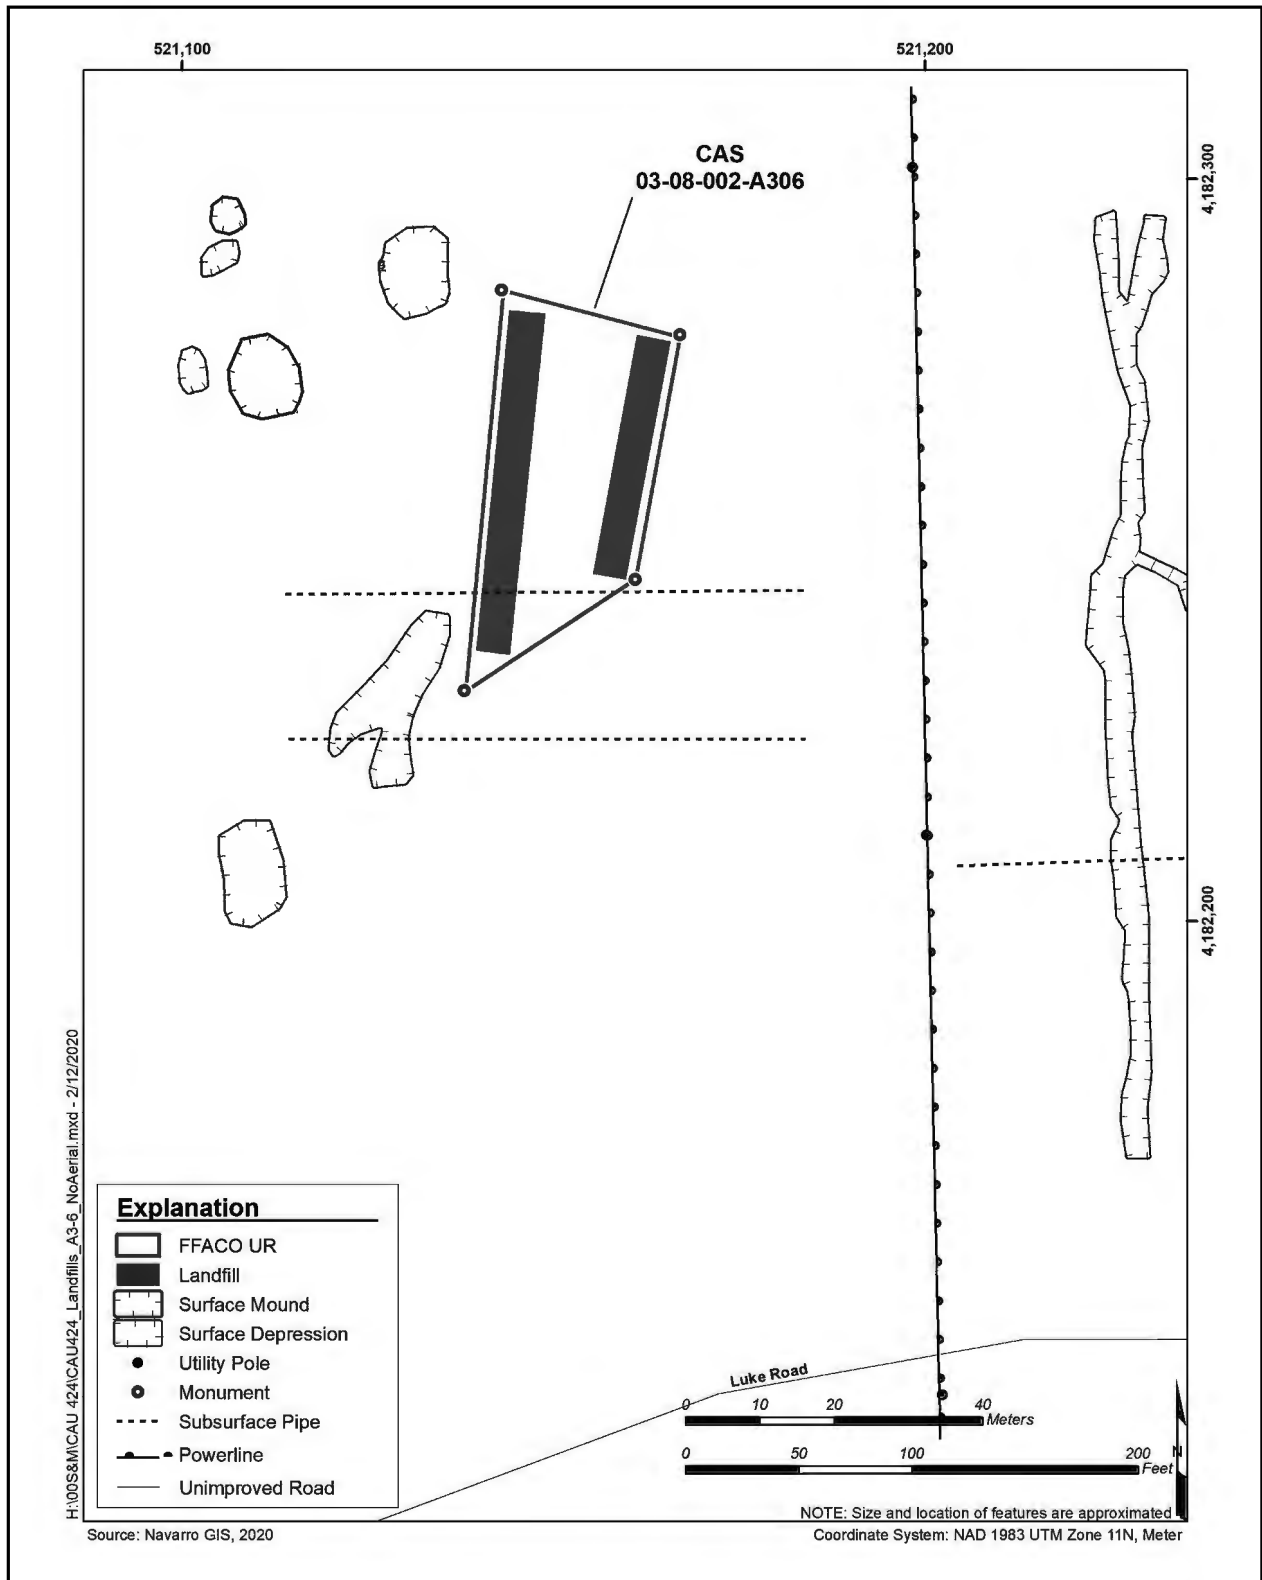 521,100
521,200
CAS
03-08-002-A306
4,182,300
4,182,200
H:\00S&M\CAU 424\CAU424_Landfills_A3-6_NoAerial.mxd - 2/12/2020
Explanation
FFACO UR
Landfill
Surface Mound
Surface Depression
Utility Pole
Monument
Subsurface Pipe
Powerline
Unimproved Road
Luke Road
0 10 20 40
Meters
0 50 100 200
Feet
N
NOTE: Size and location of features are approximated
Source: Navarro GIS, 2020
Coordinate System: NAD 1983 UTM Zone 11N, Meter